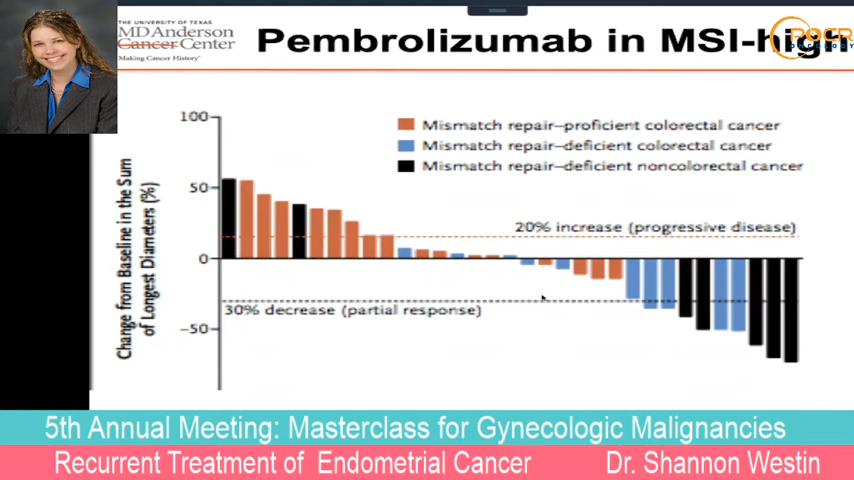 THE UNIVERSITY OF TEXAS
MD Anderson
Cancer Center
Making Cancer History®
Pembrolizumab in MSI-high
ONCOLOGY
100
50
0
-50
Change from Baseline in the Sum
of Longest Diameters (%)
Mismatch repair–proficient colorectal cancer
Mismatch repair–deficient colorectal cancer
Mismatch repair–deficient noncolorectal cancer
20% increase (progressive disease)
30% decrease (partial response)
5th Annual Meeting: Masterclass for Gynecologic Malignancies
Recurrent Treatment of Endometrial Cancer Dr. Shannon Westin